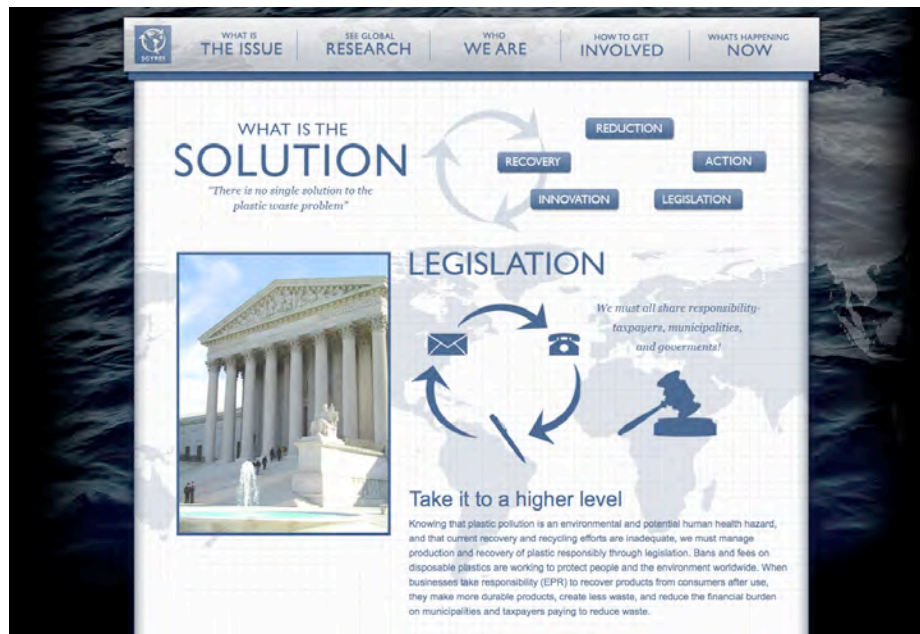 WHAT IS
THE ISSUE
SEE GLOBAL
RESEARCH
WHO
WE ARE
HOW TO GET
INVOLVED
WHATS HAPPENING
NOW
5GYRES
WHAT IS THE
SOLUTION
"There is no single solution to the
plastic waste problem"
REDUCTION
RECOVERY
ACTION
INNOVATION
LEGISLATION
LEGISLATION
We must all share responsibility-
taxpayers, municipalities,
and goverments!
Take it to a higher level
Knowing that plastic pollution is an environmental and potential human health hazard,
and that current recovery and recycling efforts are inadequate, we must manage
production and recovery of plastic responsibly through legislation. Bans and fees on
disposable plastics are working to protect people and the environment worldwide. When
businesses take responsibility (EPR) to recover products from consumers after use,
they make more durable products, create less waste, and reduce the financial burden
on municipalities and taxpayers paying to reduce waste.